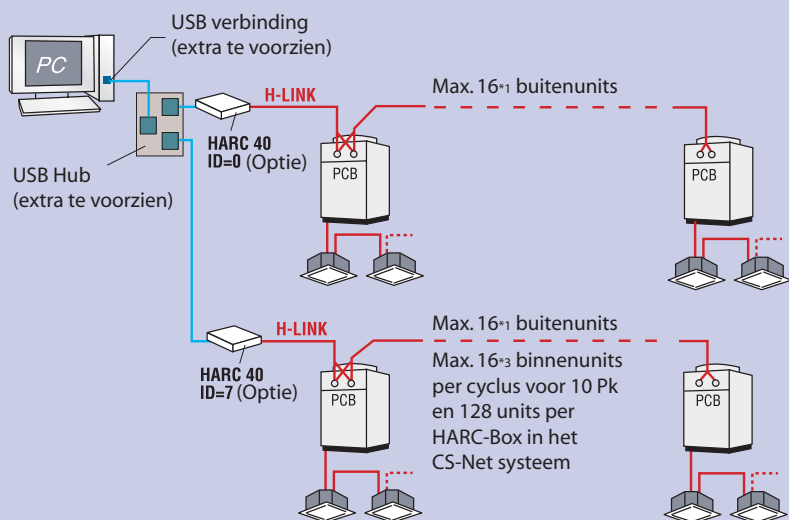 USB verbinding
(extra te voorzien)
PC
H-LINK
Max. 16*1 buitenunits
HARC 40
ID=0 (Optie)
USB Hub
(extra te voorzien)
PCB
PCB
H-LINK
Max. 16*1 buitenunits
HARC 40
ID=7 (Optie)
Max. 16*3 binnenunits
per cyclus voor 10 Pk
en 128 units per
HARC-Box in het
CS-Net systeem
PCB
PCB